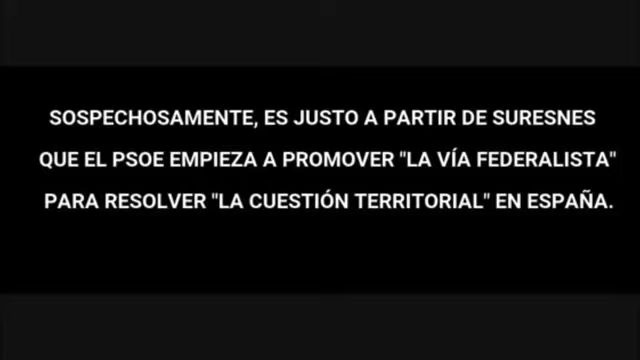 SOSPECHOSAMENTE, ES JUSTO A PARTIR DE SURESNES
QUE EL PSOE EMPIEZA A PROMOVER "LA VÍA FEDERALISTA"
PARA RESOLVER "LA CUESTIÓN TERRITORIAL" EN ESPAÑA.